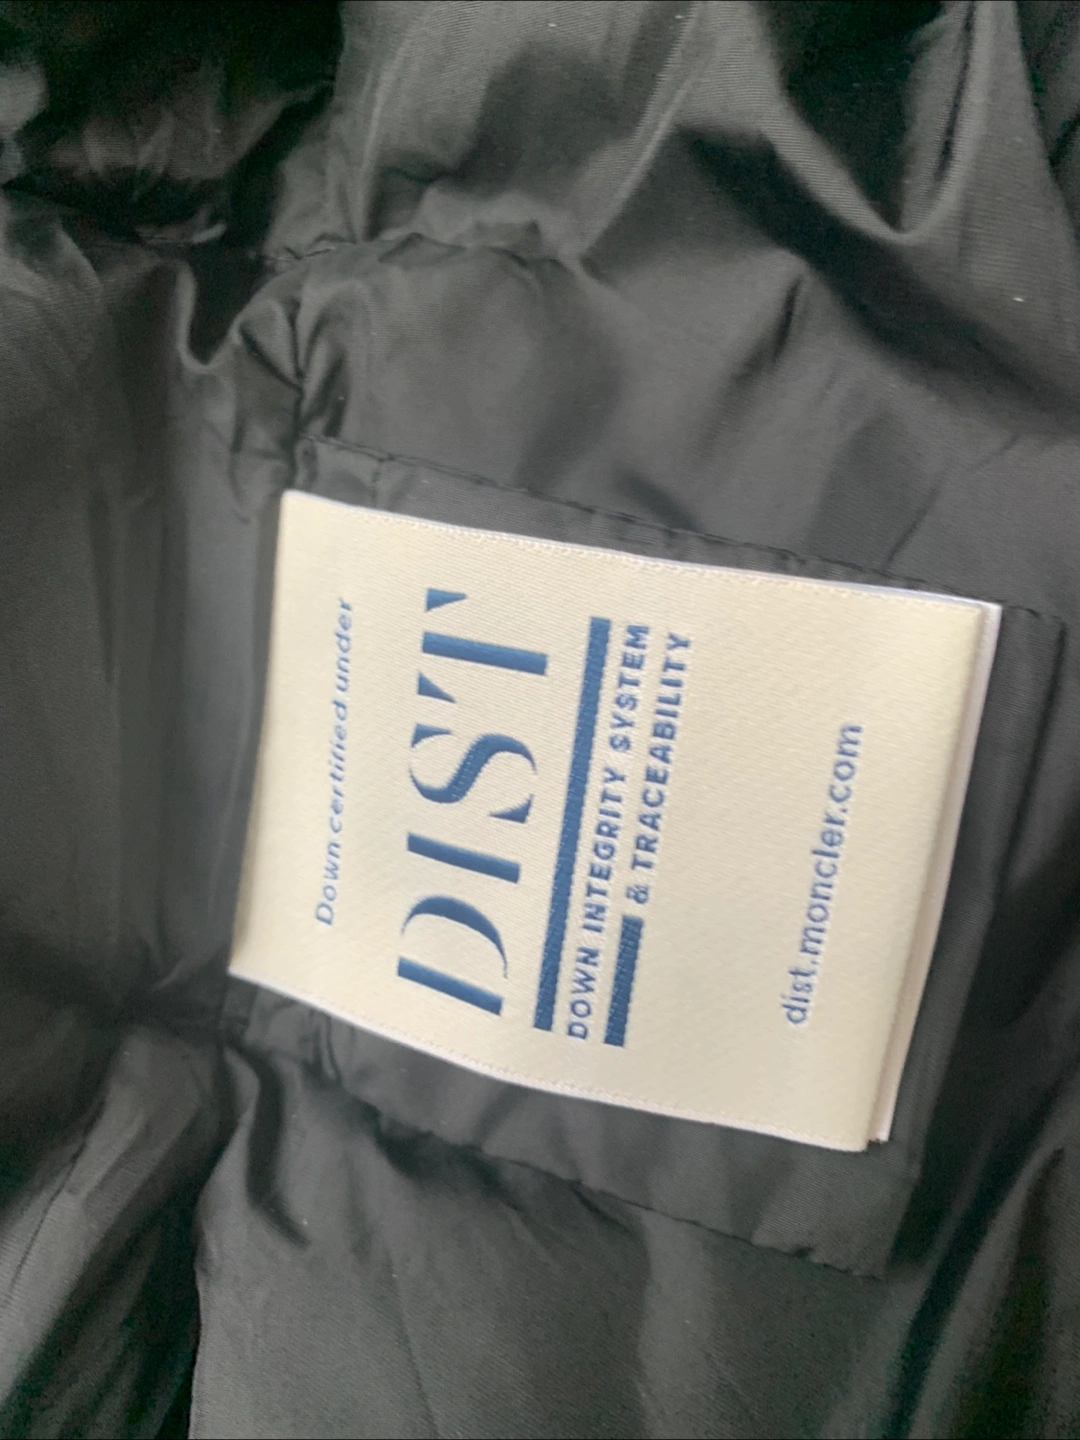 Down certified under
DIST
DOWN INTEGRITY SYSTEM
& TRACEABILITY
dist.moncler.com